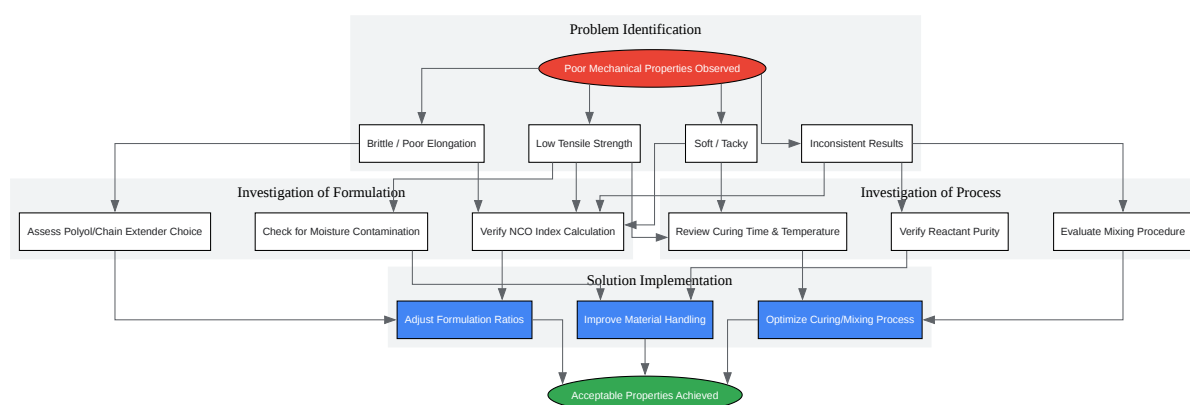 Problem Identification
Poor Mechanical Properties Observed
Brittle / Poor Elongation
Low Tensile Strength
Soft / Tacky
Inconsistent Results
Investigation of Formulation
Investigation of Process
Assess Polyol/Chain Extender Choice
Check for Moisture Contamination
Verify NCO Index Calculation
Review Curing Time & Temperature
Verify Reactant Purity
Evaluate Mixing Procedure
Solution Implementation
Adjust Formulation Ratios
Improve Material Handling
Optimize Curing/Mixing Process
Acceptable Properties Achieved